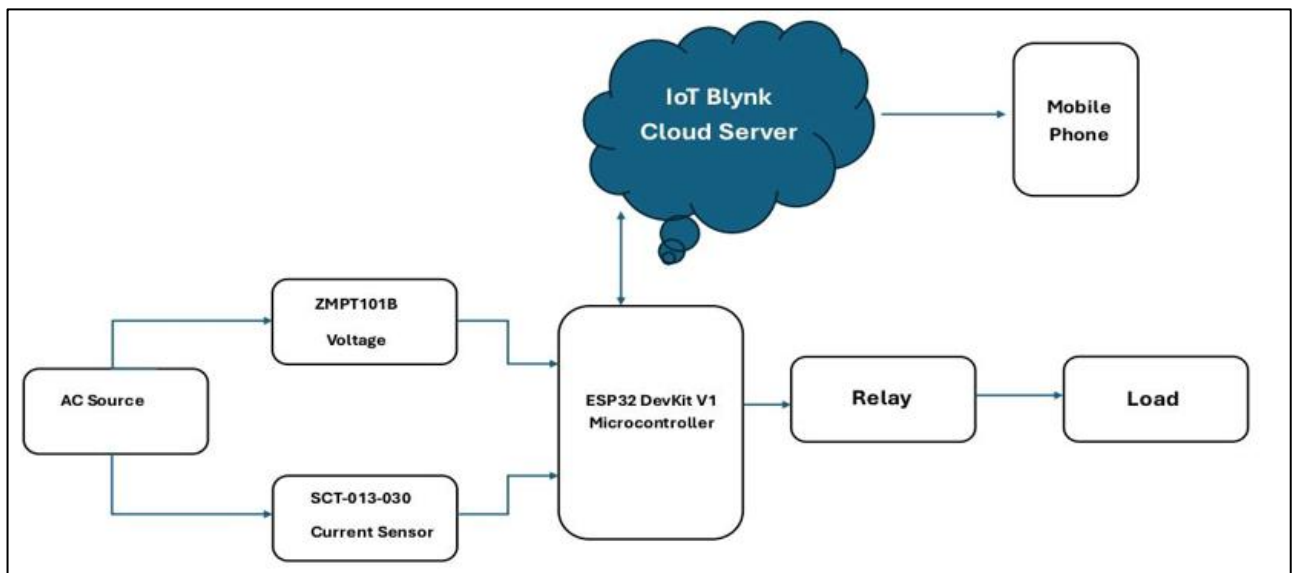 IoT Blynk
Cloud Server
Mobile
Phone
ZMPT101B
Voltage
AC Source
ESP32 DevKit V1
Microcontroller
Relay
Load
SCT-013-030
Current Sensor